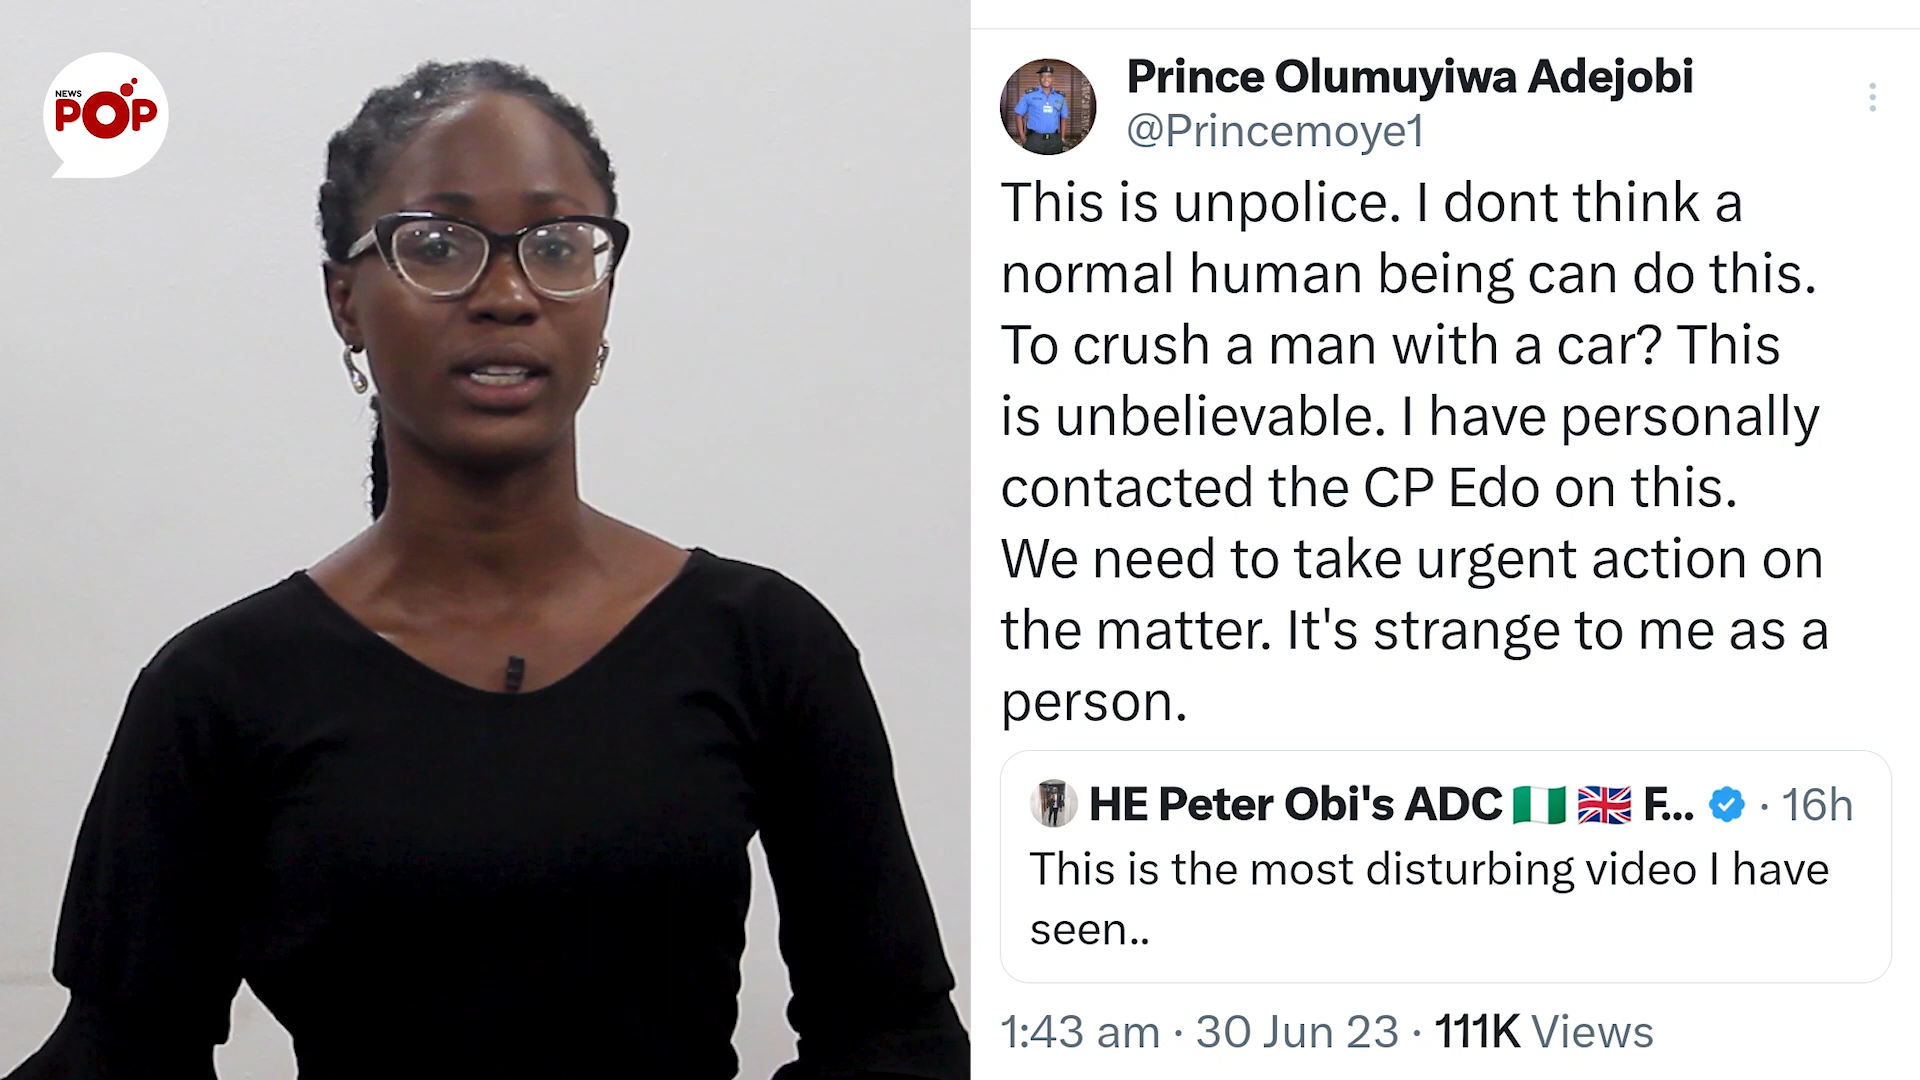 NEWS
POP
Prince Olumuyiwa Adejobi
@Princemoye1
This is unpolice. I dont think a
normal human being can do this.
To crush a man with a car? This
is unbelievable. I have personally
contacted the CP Edo on this.
We need to take urgent action on
the matter. It's strange to me as a
person.
HE Peter Obi's ADC 🇳🇬 🇬🇧 F... · 16h
This is the most disturbing video I have
seen..
1:43 am · 30 Jun 23 · 111K Views